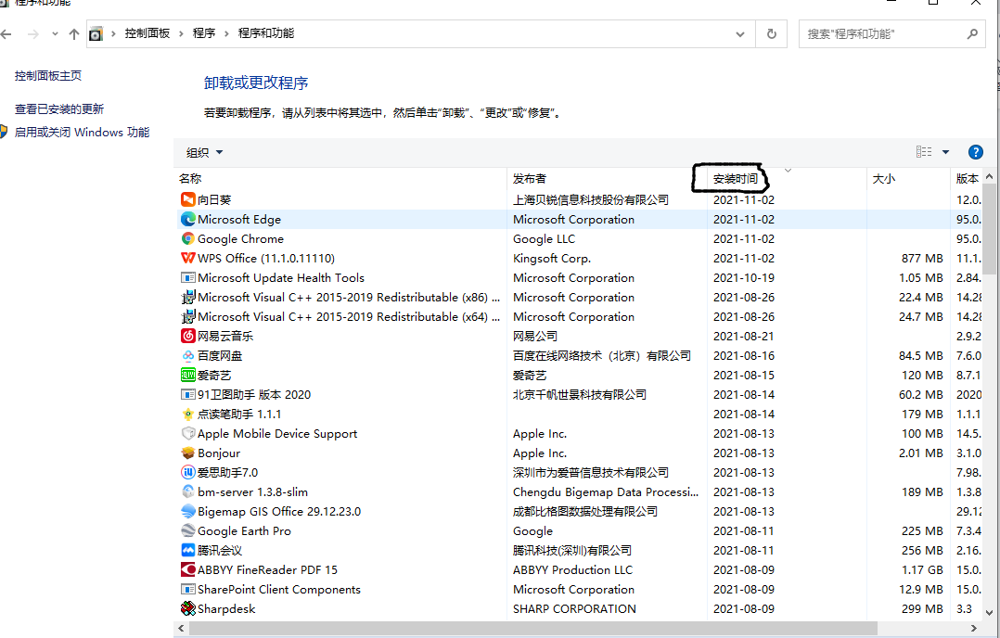 程序和功能
控制面板 › 程序 › 程序和功能
搜索"程序和功能"
控制面板主页
查看已安装的更新
启用或关闭 Windows 功能
卸载或更改程序
若要卸载程序，请从列表中将其选中，然后单击“卸载”、“更改”或“修复”。
组织
名称 发布者 安装时间 大小 版本
向日葵 上海贝锐信息科技股份有限公司 2021-11-02 12.0.
Microsoft Edge Microsoft Corporation 2021-11-02 95.0.
Google Chrome Google LLC 2021-11-02 95.0.
WPS Office (11.1.0.11110) Kingsoft Corp. 2021-11-02 877 MB 11.1.
Microsoft Update Health Tools Microsoft Corporation 2021-10-19 1.05 MB 2.84.
Microsoft Visual C++ 2015-2019 Redistributable (x86) ... Microsoft Corporation 2021-08-26 22.4 MB 14.28
Microsoft Visual C++ 2015-2019 Redistributable (x64) ... Microsoft Corporation 2021-08-26 24.7 MB 14.28
网易云音乐 网易公司 2021-08-21 2.9.2
百度网盘 百度在线网络技术（北京）有限公司 2021-08-16 84.5 MB 7.6.0
爱奇艺 爱奇艺 2021-08-15 120 MB 8.7.1
91卫图助手 版本 2020 北京千帆世景科技有限公司 2021-08-14 60.2 MB 2020
点读笔助手 1.1.1 2021-08-14 179 MB 1.1.1
Apple Mobile Device Support Apple Inc. 2021-08-13 100 MB 14.5.
Bonjour Apple Inc. 2021-08-13 2.01 MB 3.1.0
爱思助手7.0 深圳市为爱普信息技术有限公司 2021-08-13 7.98.
bm-server 1.3.8-slim Chengdu Bigemap Data Processi... 2021-08-13 189 MB 1.3.8
Bigemap GIS Office 29.12.23.0 成都比格图数据处理有限公司 2021-08-13 29.12
Google Earth Pro Google 2021-08-11 225 MB 7.3.4
腾讯会议 腾讯科技(深圳)有限公司 2021-08-11 256 MB 2.16.
ABBYY FineReader PDF 15 ABBYY Production LLC 2021-08-09 1.17 GB 15.0.
SharePoint Client Components Microsoft Corporation 2021-08-09 12.9 MB 15.0.
Sharpdesk SHARP CORPORATION 2021-08-09 299 MB 3.3